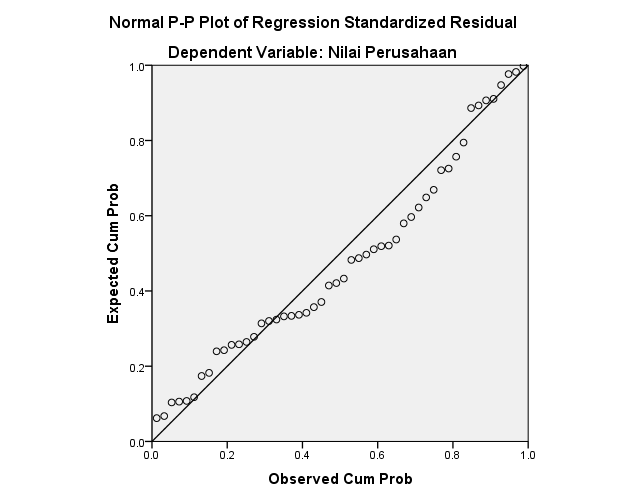 Normal P-P Plot of Regression Standardized Residual
Dependent Variable: Nilai Perusahaan
1.0
0.8
0.6
0.4
0.2
0.0
Expected Cum Prob
0.0 0.2 0.4 0.6 0.8 1.0
Observed Cum Prob